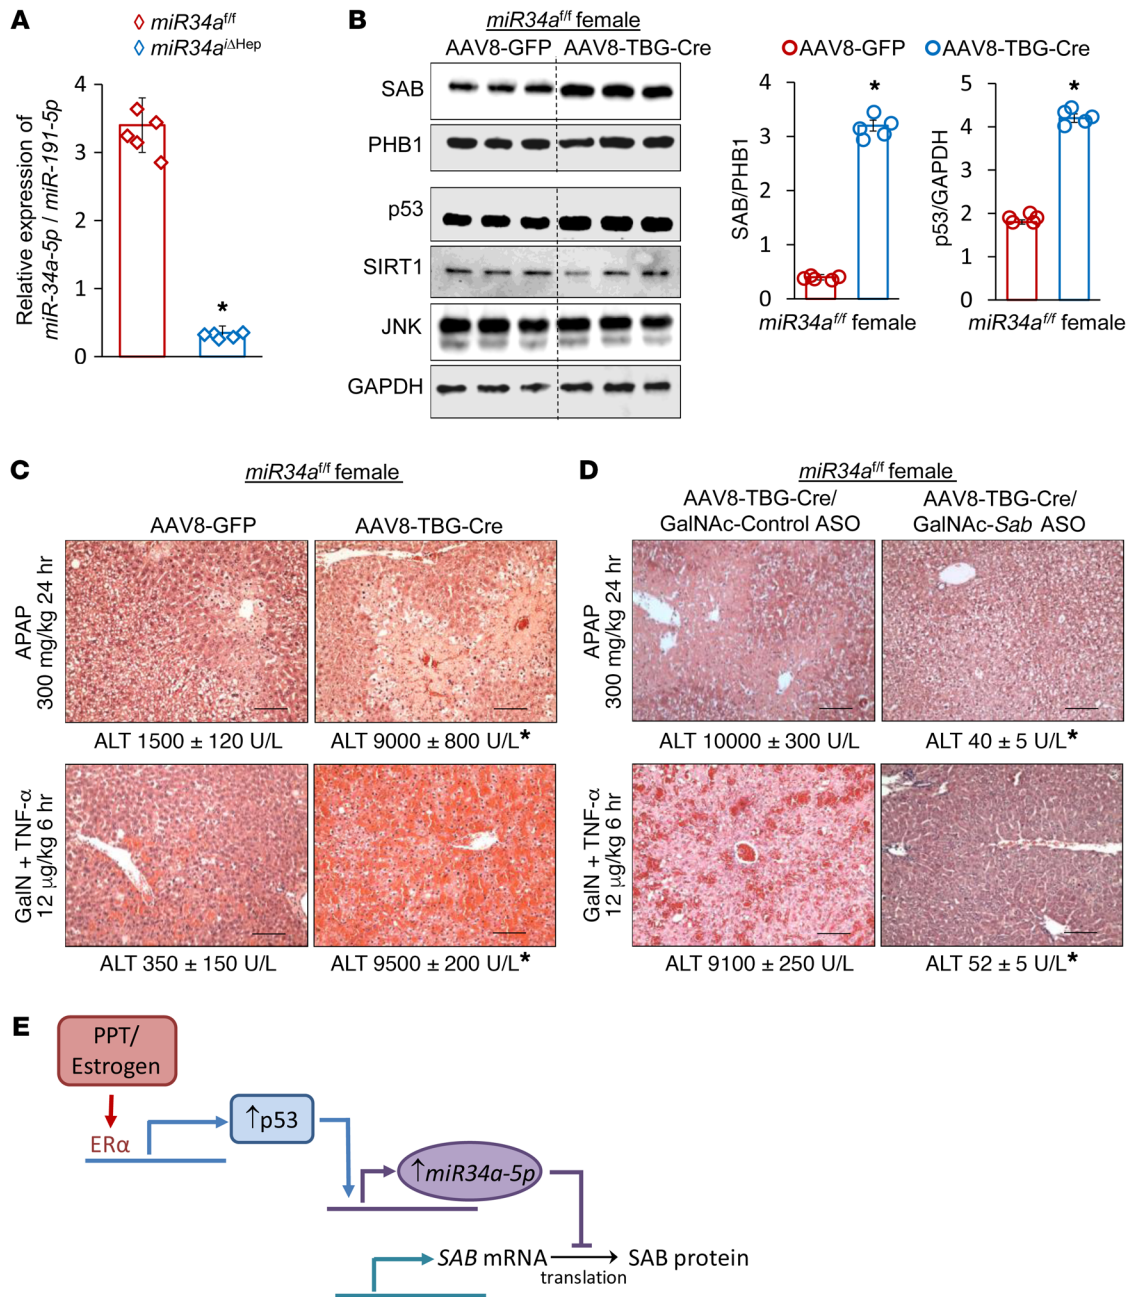 A
miR34a^f/f
miR34a^iΔHep
Relative expression of
miR-34a-5p / miR-191-5p
4
3
2
1
0
*
B
miR34a^f/f female
AAV8-GFP AAV8-TBG-Cre
SAB
PHB1
p53
SIRT1
JNK
GAPDH
AAV8-GFP AAV8-TBG-Cre
SAB/PHB1
4
3
2
1
0
*
miR34a^f/f female
p53/GAPDH
5
4
3
2
1
0
*
miR34a^f/f female
C
miR34a^f/f female
AAV8-GFP AAV8-TBG-Cre
APAP
300 mg/kg 24 hr
ALT 1500 ± 120 U/L ALT 9000 ± 800 U/L*
GalN + TNF-α
12 μg/kg 6 hr
ALT 350 ± 150 U/L ALT 9500 ± 200 U/L*
D
miR34a^f/f female
AAV8-TBG-Cre/ AAV8-TBG-Cre/
GalNAc-Control ASO GalNAc-Sab ASO
APAP
300 mg/kg 24 hr
ALT 10000 ± 300 U/L ALT 40 ± 5 U/L*
GalN + TNF-α
12 μg/kg 6 hr
ALT 9100 ± 250 U/L ALT 52 ± 5 U/L*
E
PPT/
Estrogen
ERα
↑p53
↑miR34a-5p
SAB mRNA SAB protein
translation